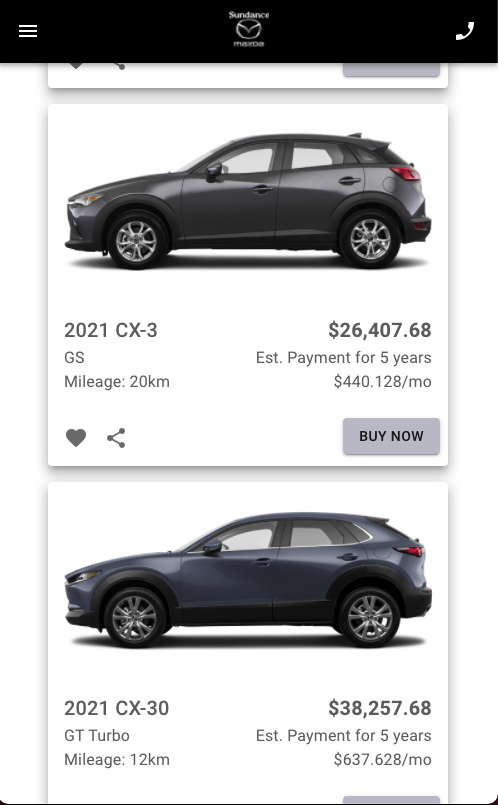 Sundance
mazda
2021 CX-3
$26,407.68
GS
Est. Payment for 5 years
Mileage: 20km
$440.128/mo
BUY NOW
2021 CX-30
$38,257.68
GT Turbo
Est. Payment for 5 years
Mileage: 12km
$637.628/mo